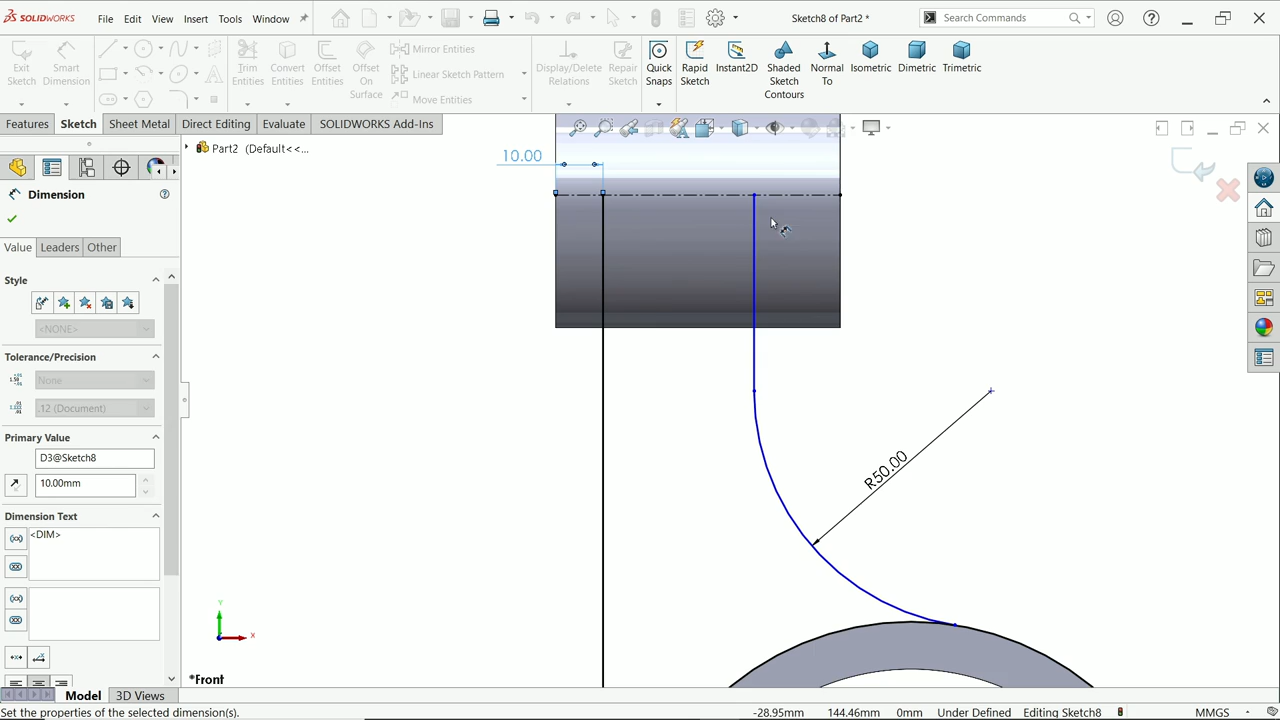 SOLIDWORKS
File
Edit
View
Insert
Tools
Window
Sketch8 of Part2 *
Search Commands
Exit Sketch
Smart Dimension
Trim Entities
Convert Entities
Offset Entities
Offset On Surface
Mirror Entities
Linear Sketch Pattern
Move Entities
Display/Delete Relations
Repair Sketch
Quick Snaps
Rapid Sketch
Instant2D
Shaded Sketch Contours
Normal To
Isometric
Dimetric
Trimetric
Features
Sketch
Sheet Metal
Direct Editing
Evaluate
SOLIDWORKS Add-Ins
Part2 (Default<<...
Dimension
Value
Leaders
Other
Style
<NONE>
Tolerance/Precision
None
.12 (Document)
Primary Value
D3@Sketch8
10.00mm
Dimension Text
<DIM>
10.00
R50.00
Y
X
*Front
Model
3D Views
Set the properties of the selected dimension(s).
-28.95mm
144.46mm
0mm
Under Defined
Editing Sketch8
MMGS